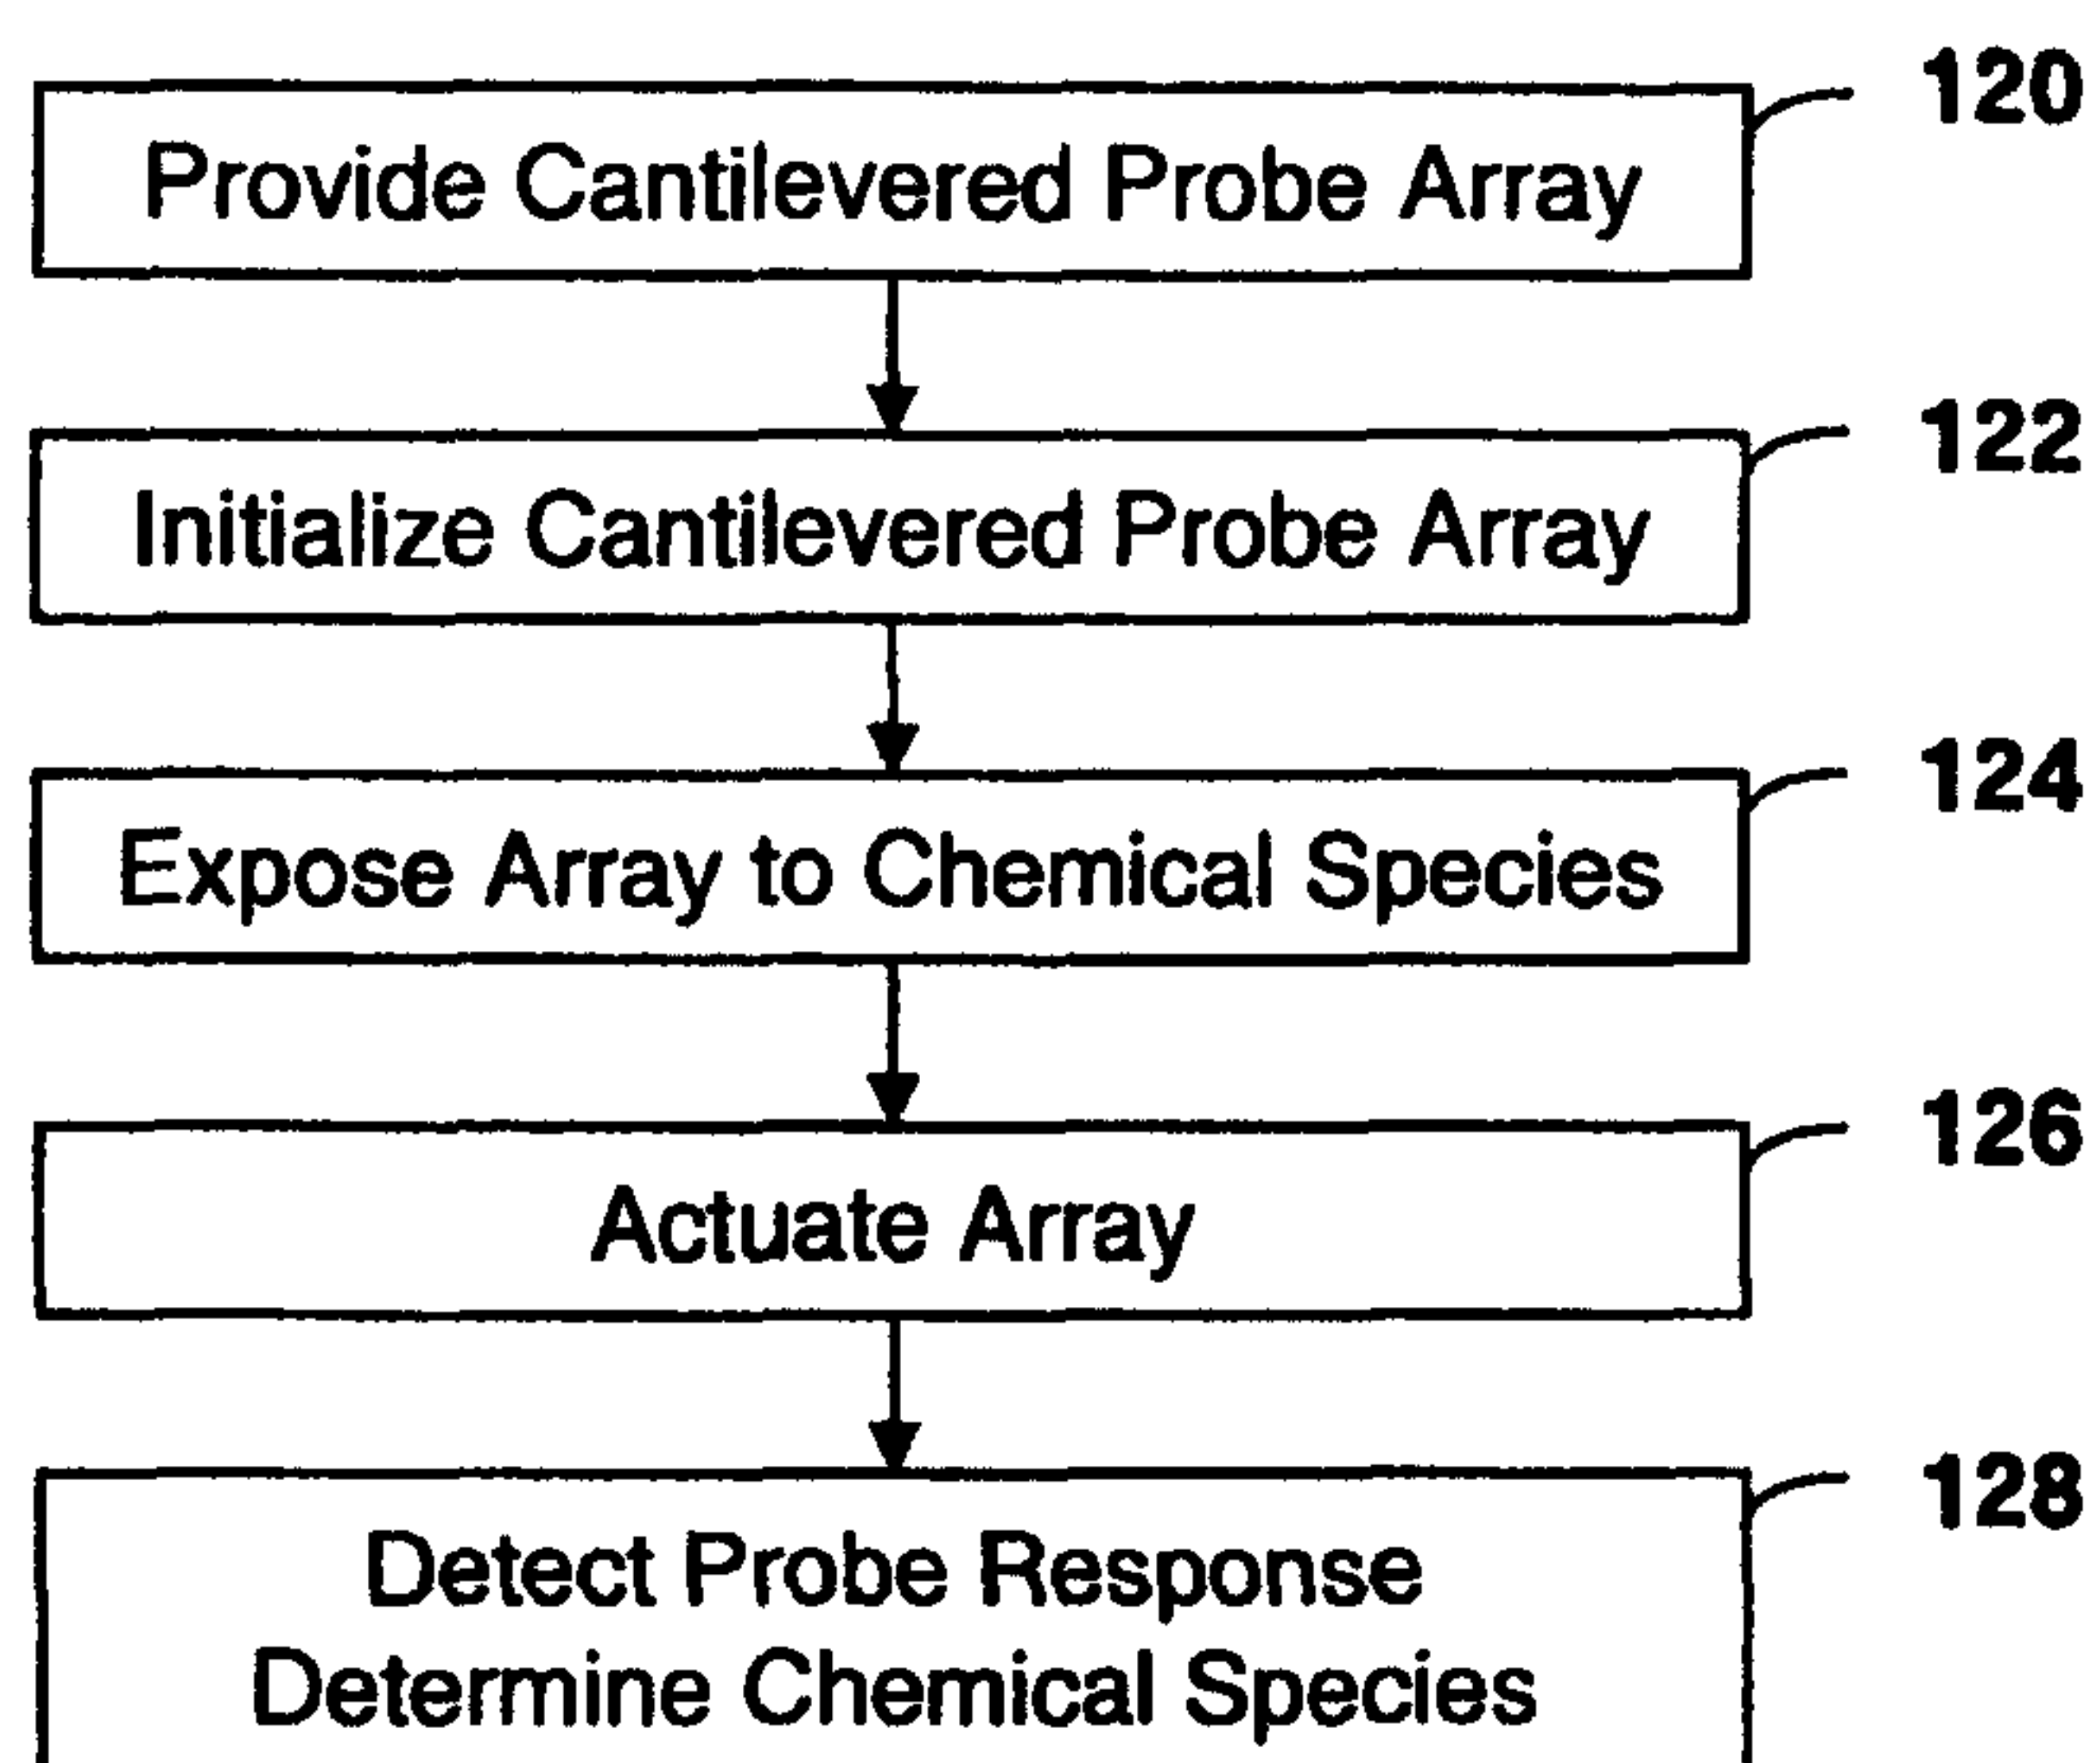 120
Provide Cantilevered Probe Array
122
Initialize Cantilevered Probe Array
124
Expose Array to Chemical Species
126
Actuate Array
128
Detect Probe Response
Determine Chemical Species